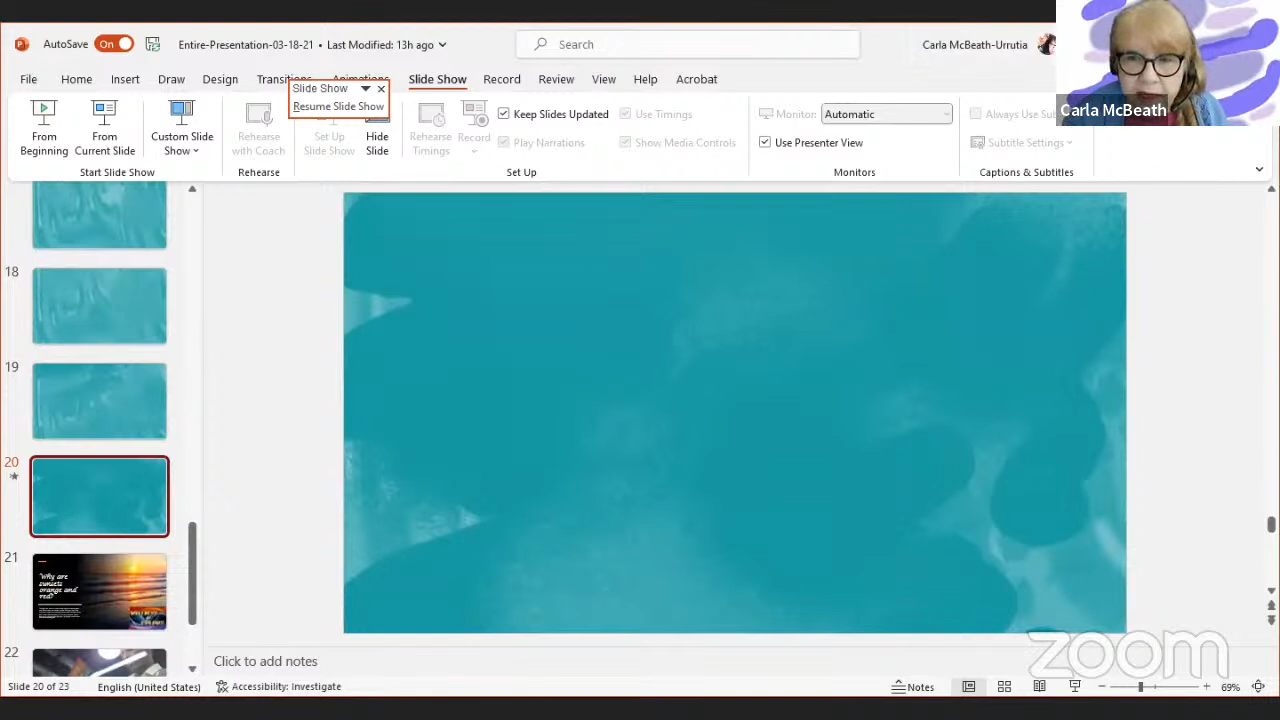 AutoSave On Entire-Presentation-03-18-21 • Last Modified: 13h ago Search Carla McBeath-Urrutia
File Home Insert Draw Design Transitions Animations Slide Show Record Review View Help Acrobat
Slide Show
Resume Slide Show
From Beginning
From Current Slide
Custom Slide Show
Rehearse with Coach
Set Up Slide Show
Hide Slide
Rehearse Timings
Record
Keep Slides Updated
Play Narrations
Use Timings
Show Media Controls
Monitor: Automatic
Use Presenter View
Always Use Sub
Subtitle Settings
Start Slide Show Rehearse Set Up Monitors Captions & Subtitles
Carla McBeath
18
19
20
21
"Why are
sunsets
orange and
red?"
22
Click to add notes
zoom
Slide 20 of 23 English (United States) Accessibility: Investigate Notes 69%